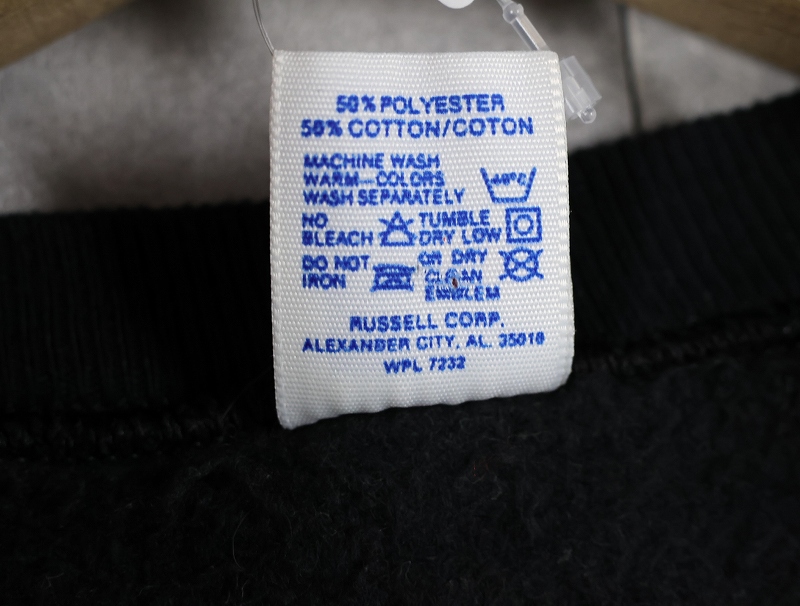 50% POLYESTER
50% COTTON/COTON
MACHINE WASH
WARM—COLORS
WASH SEPARATELY
40°C
NO
BLEACH
TUMBLE
DRY LOW
DO NOT
IRON
OR DRY
CLEAN
EMBLEM
RUSSELL CORP.
ALEXANDER CITY, AL. 35010
WPL 7232